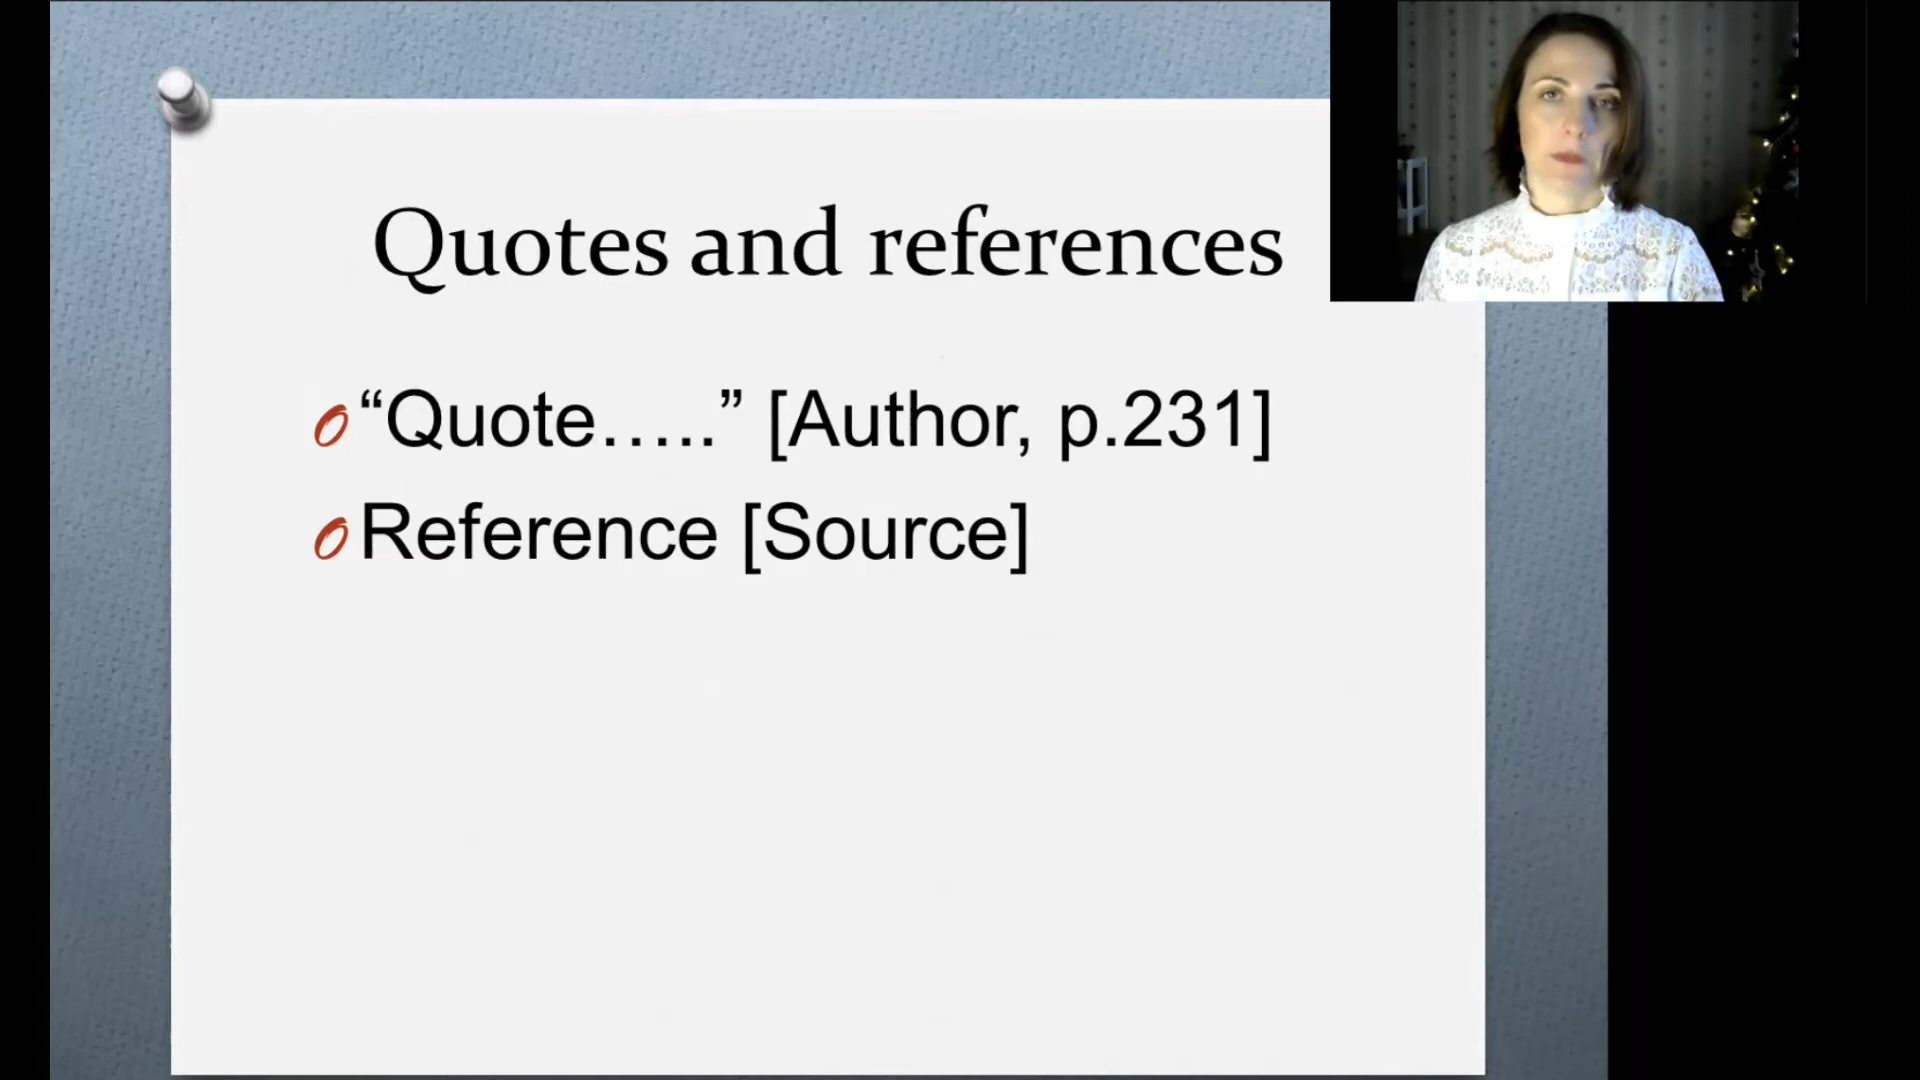 Quotes and references
“Quote…..” [Author, p.231]
Reference [Source]